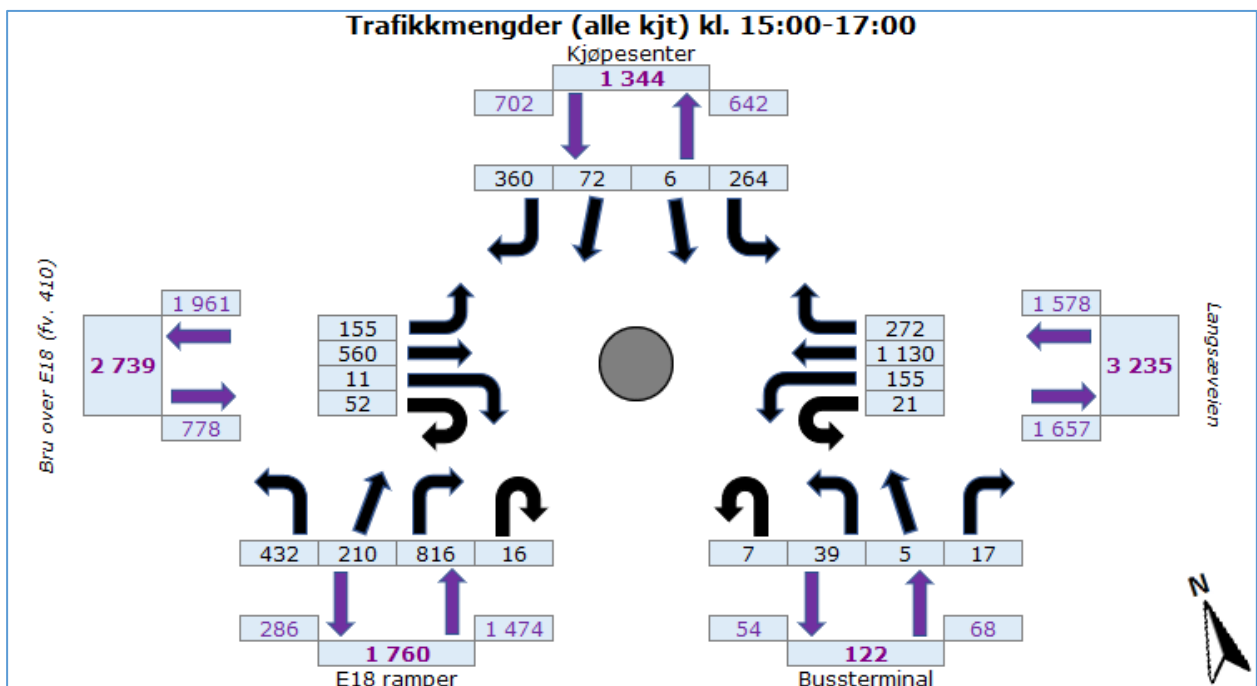 Trafikkmengder (alle kjt) kl. 15:00-17:00
Kjøpesenter
1 344
702 642
360 72 6 264
Bru over E18 (fv. 410)
1 961
2 739
778
155
560
11
52
272
1 130
155
21
1 578
3 235
1 657
Langsæveien
432 210 816 16
286 1 474
1 760
E18 ramper
7 39 5 17
54 68
122
Bussterminal
N